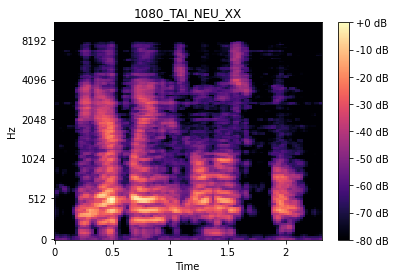 1080_TAI_NEU_XX
+0 dB
8192
-10 dB
4096
-20 dB
-30 dB
2048
Hz
-40 dB
1024
-50 dB
512
-60 dB
-70 dB
0
-80 dB
0 0.5 1 1.5 2
Time